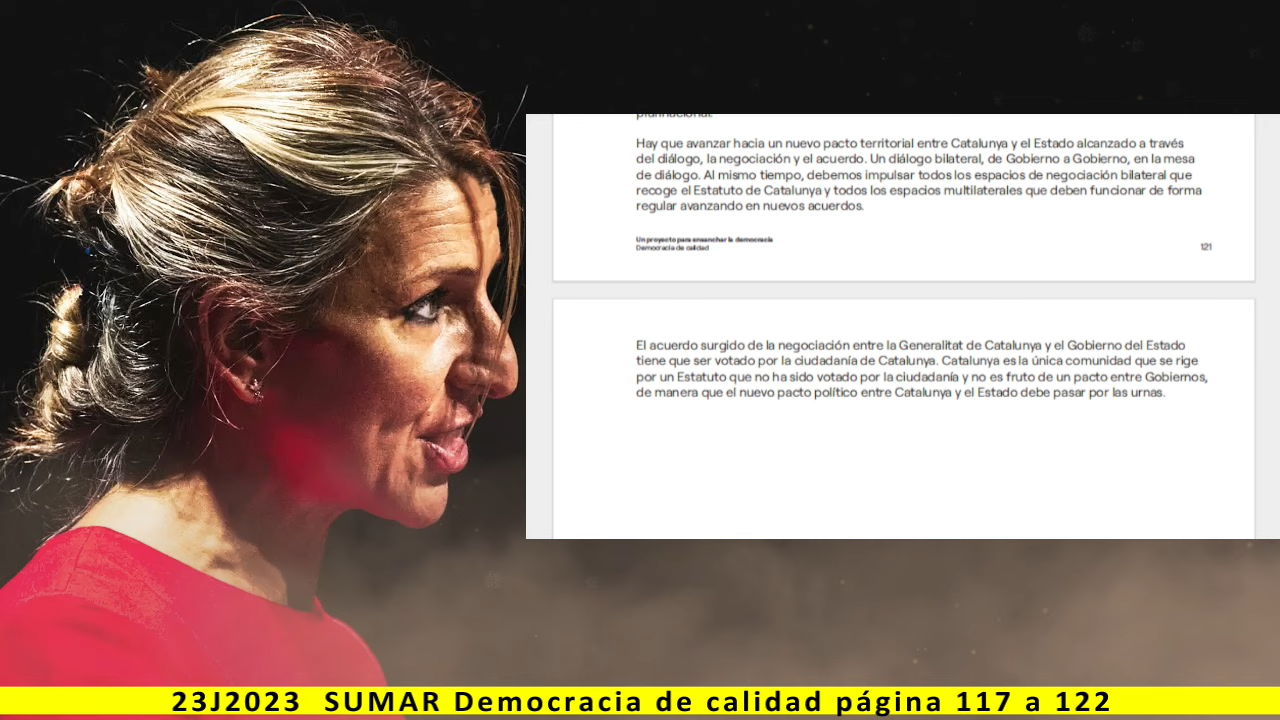 plurinacional.
Hay que avanzar hacia un nuevo pacto territorial entre Catalunya y el Estado alcanzado a través
del diálogo, la negociación y el acuerdo. Un diálogo bilateral, de Gobierno a Gobierno, en la mesa
de diálogo. Al mismo tiempo, debemos impulsar todos los espacios de negociación bilateral que
recoge el Estatuto de Catalunya y todos los espacios multilaterales que deben funcionar de forma
regular avanzando en nuevos acuerdos.
Un proyecto para ensanchar la democracia
Democracia de calidad 121
El acuerdo surgido de la negociación entre la Generalitat de Catalunya y el Gobierno del Estado
tiene que ser votado por la ciudadanía de Catalunya. Catalunya es la única comunidad que se rige
por un Estatuto que no ha sido votado por la ciudadanía y no es fruto de un pacto entre Gobiernos,
de manera que el nuevo pacto político entre Catalunya y el Estado debe pasar por las urnas.
23J2023 SUMAR Democracia de calidad página 117 a 122